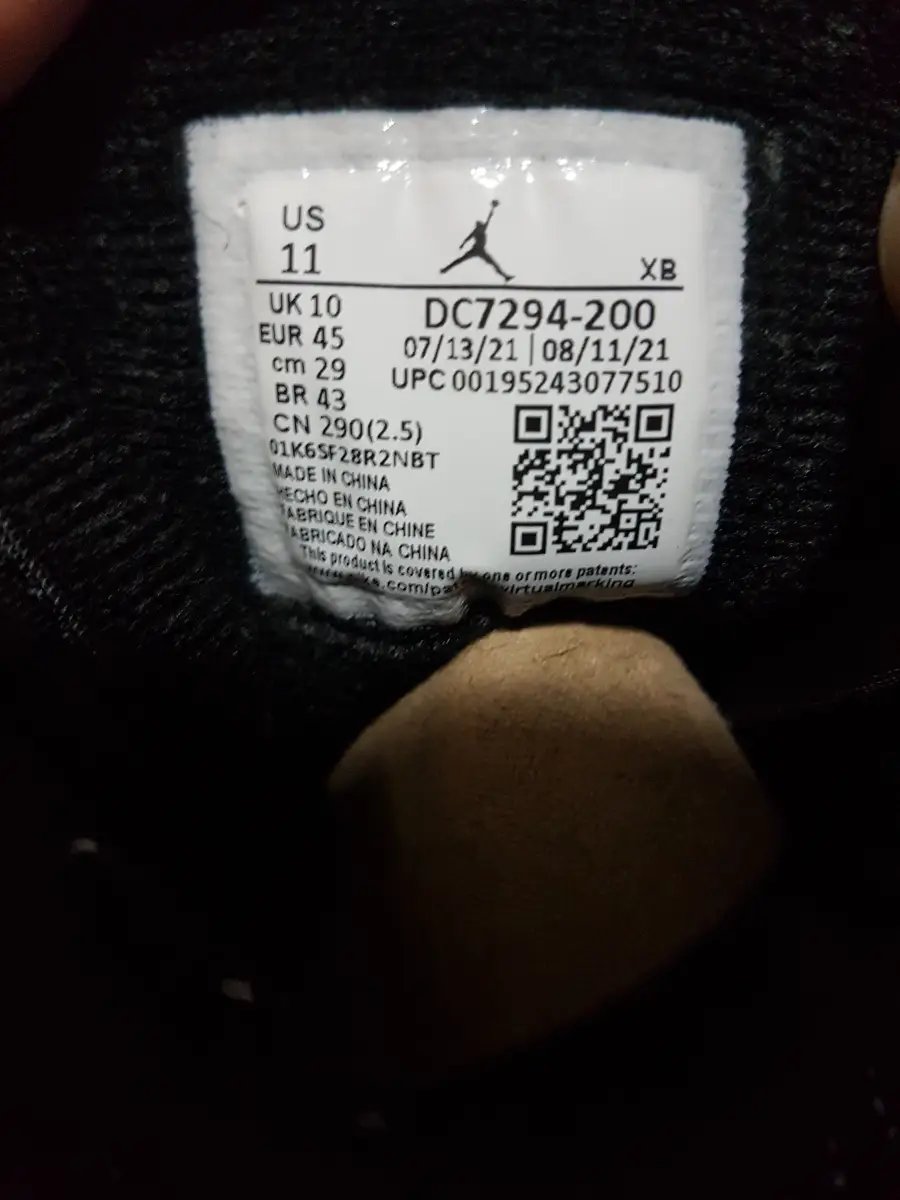 US
11
XB
UK 10
EUR 45
cm 29
BR 43
CN 290(2.5)
01K6SF28R2NBT
MADE IN CHINA
HECHO EN CHINA
FABRIQUE EN CHINE
FABRICADO NA CHINA
DC7294-200
07/13/21 | 08/11/21
UPC 00195243077510
This product is covered by one or more patents:
virtualmarking